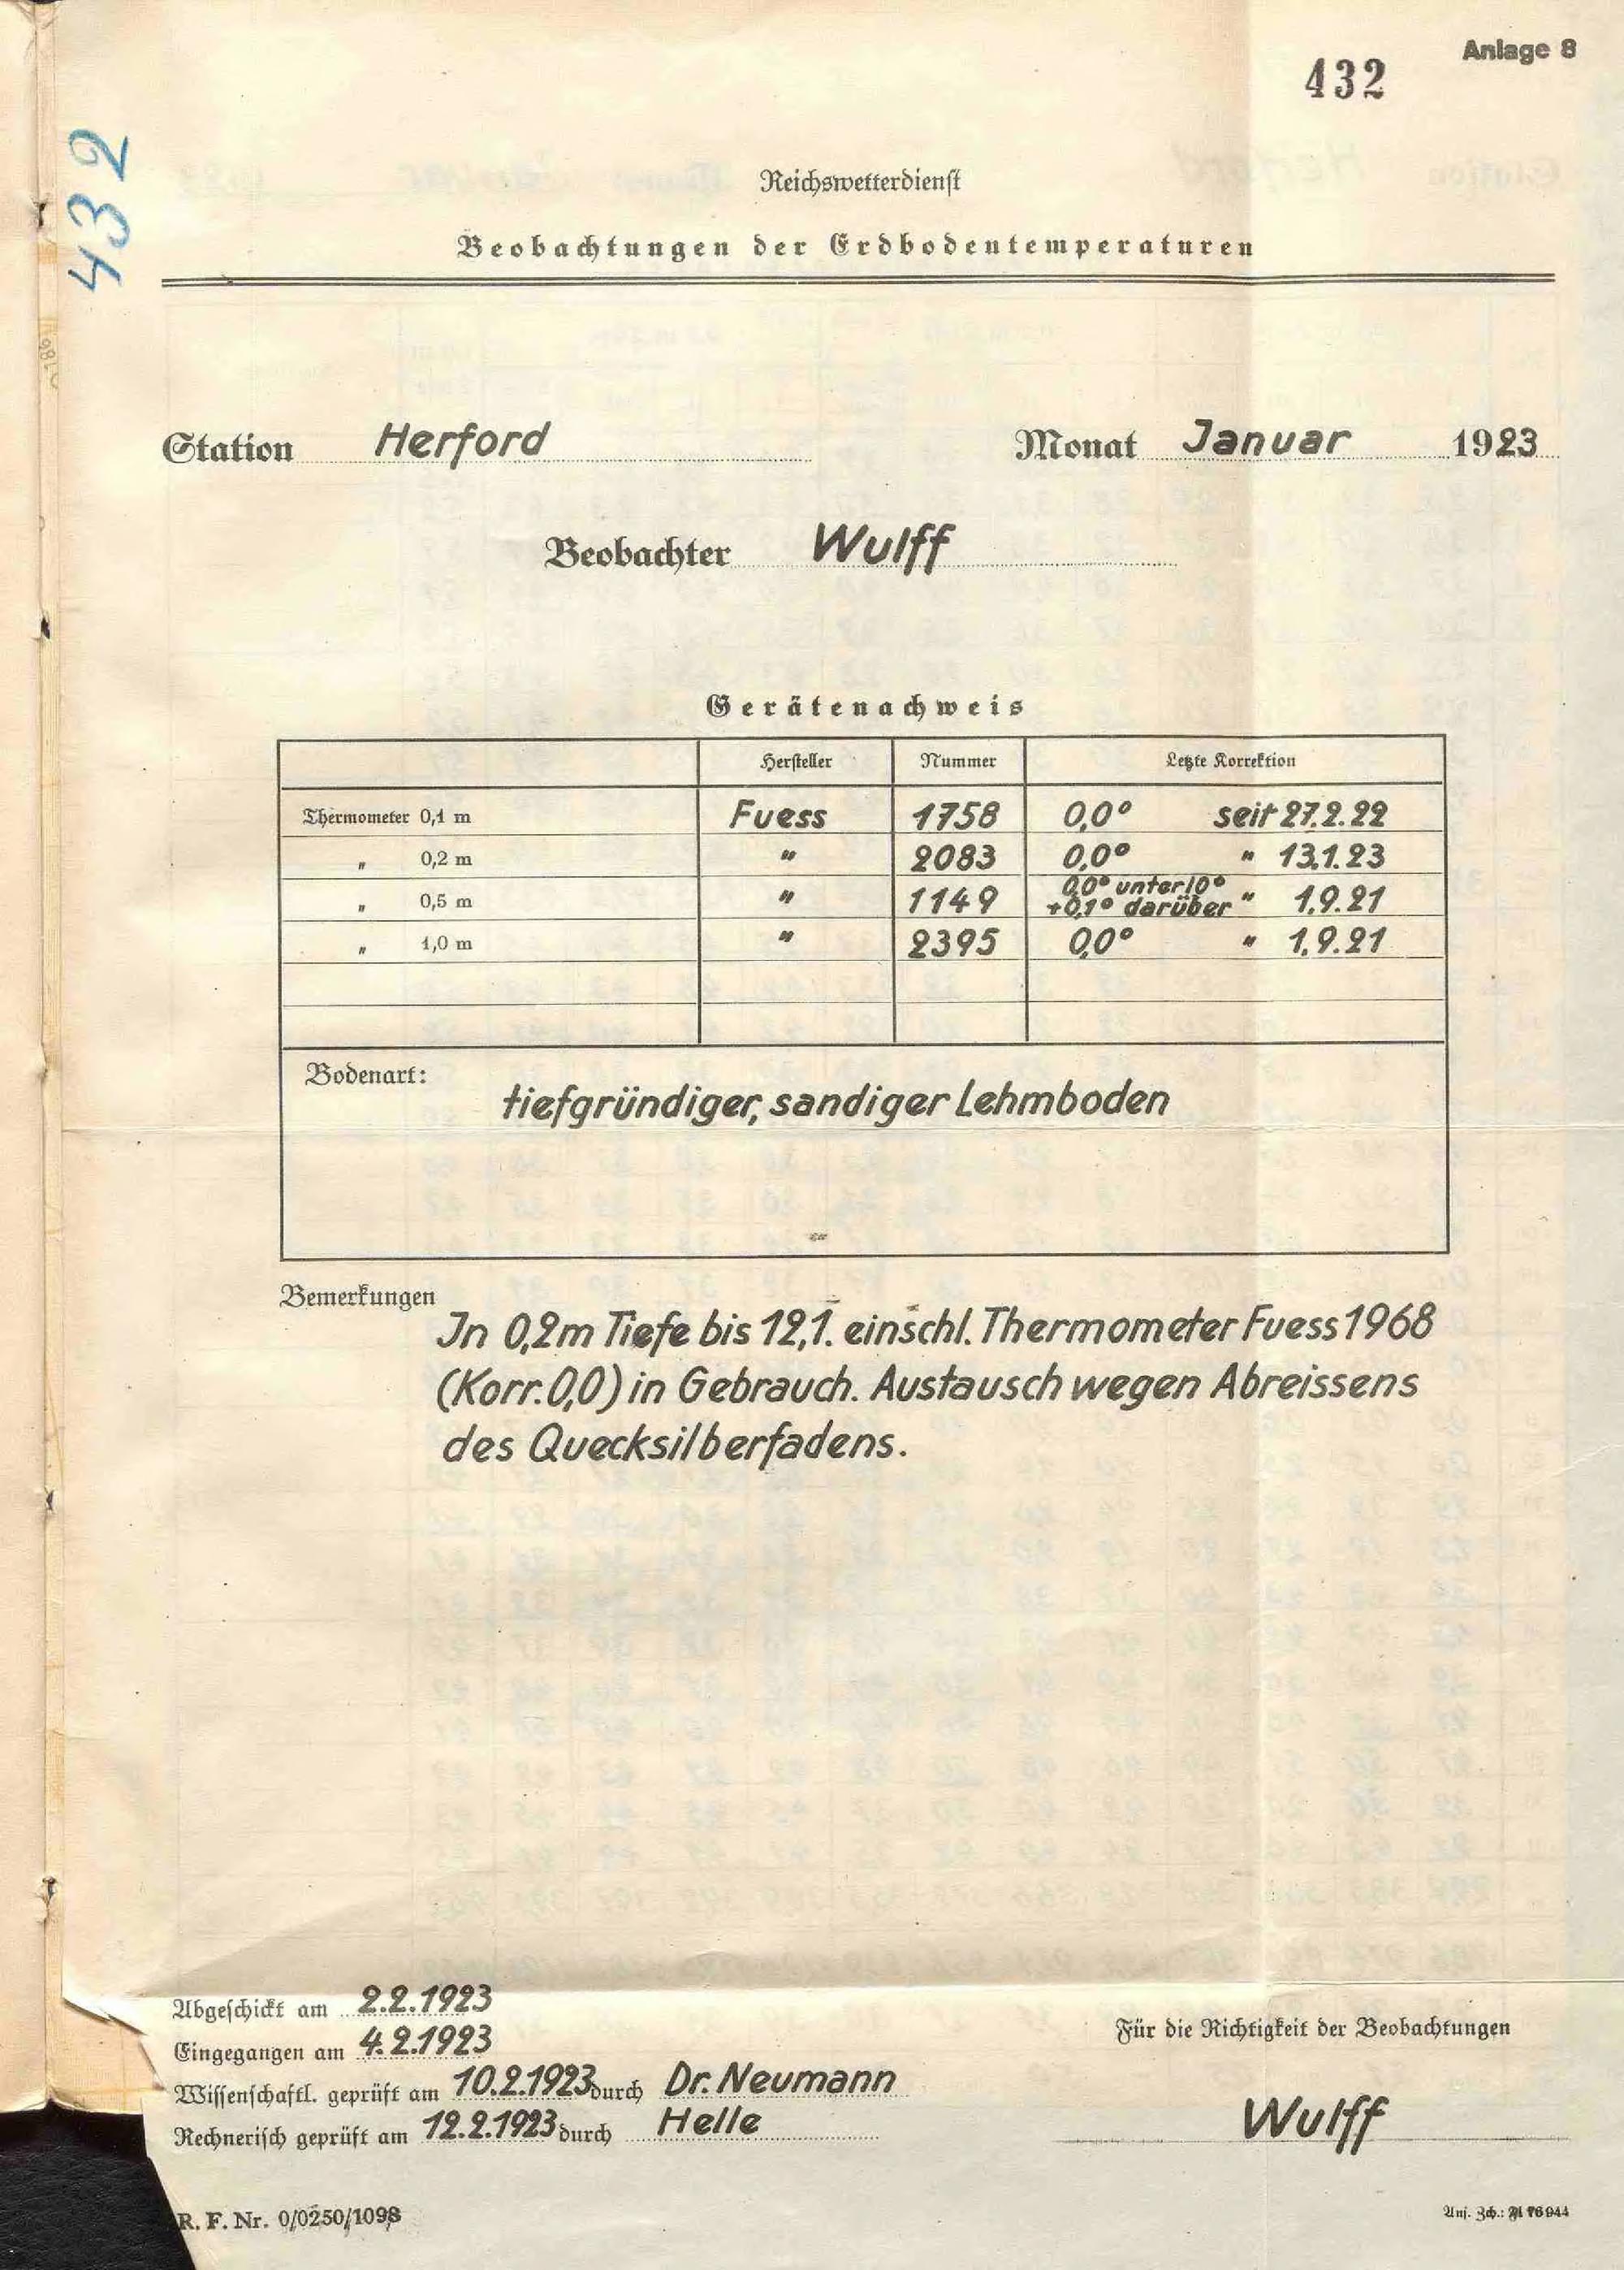 Anlage 8
432
432
Reichswetterdienst
Beobachtungen der Erdbodentemperaturen
Station Herford Monat Januar 1923
Beobachter Wulff
Gerätenachweis
Hersteller Nummer Letzte Korrektion
Thermometer 0,1 m Fuess 1758 0,0° seit 27.2.22
" 0,2 m " 2083 0,0° " 13.1.23
" 0,5 m " 1149 0,0° unter 10° +0,1° darüber " 1.9.21
" 1,0 m " 2395 0,0° " 1.9.21
Bodenart:
tiefgründiger, sandiger Lehmboden
Bemerkungen
In 0,2m Tiefe bis 12,1. einschl. Thermometer Fuess 1968
(Korr. 0,0) in Gebrauch. Austausch wegen Abreissens
des Quecksilberfadens.
Abgeschickt am 2.2.1923
Eingegangen am 4.2.1923
Wissenschaftl. geprüft am 10.2.1923 durch Dr. Neumann
Rechnerisch geprüft am 12.2.1923 durch Helle
Für die Richtigkeit der Beobachtungen
Wulff
R. F. Nr. 0/0250/1098